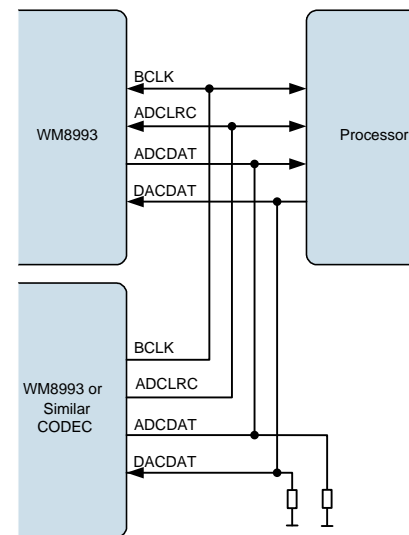 BCLK
ADCLRC
WM8993
Processor
ADCDAT
DACDAT
BCLK
WM8993 or
Similar
CODEC
ADCLRC
ADCDAT
DACDAT